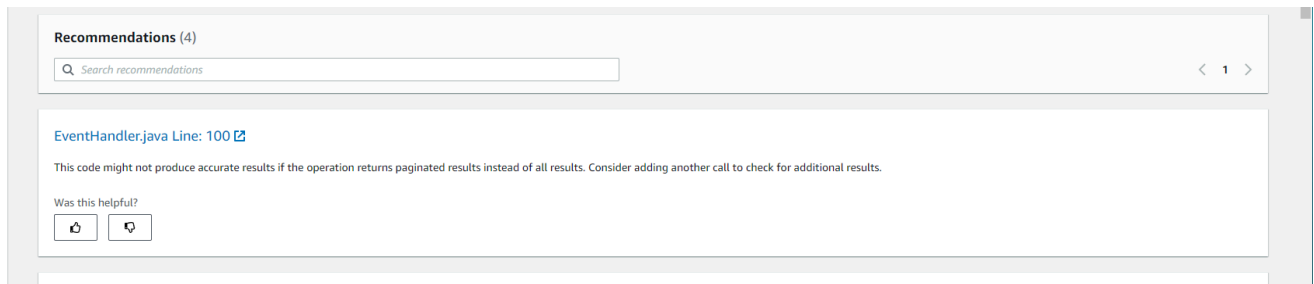 Recommendations (4)
Search recommendations
1
EventHandler.java Line: 100
This code might not produce accurate results if the operation returns paginated results instead of all results. Consider adding another call to check for additional results.
Was this helpful?